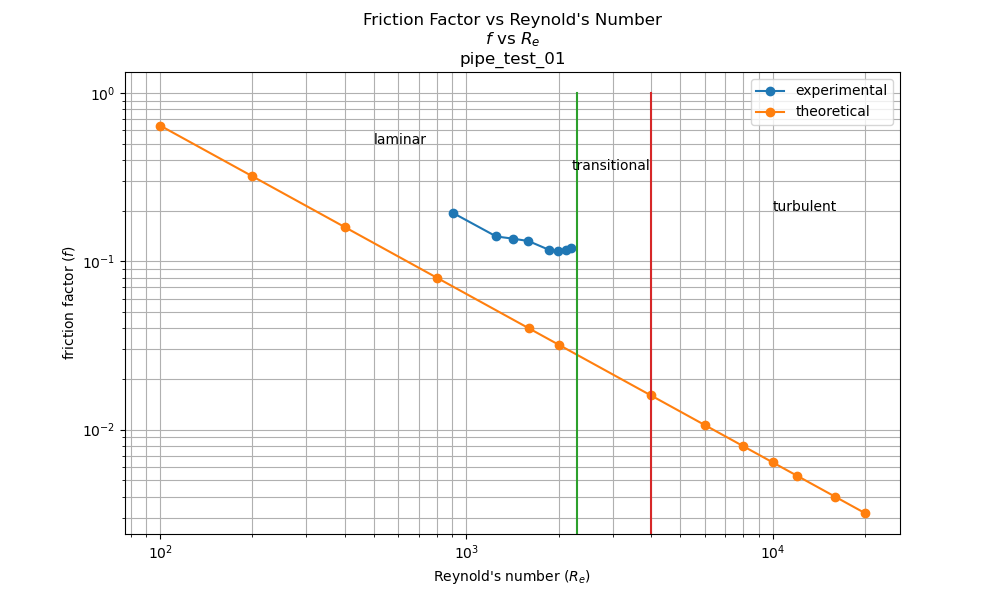 Friction Factor vs Reynold's Number
f vs Re
pipe_test_01
experimental
theoretical
laminar
transitional
turbulent
friction factor (f)
10⁰
10⁻¹
10⁻²
10²
10³
10⁴
Reynold's number (Re)